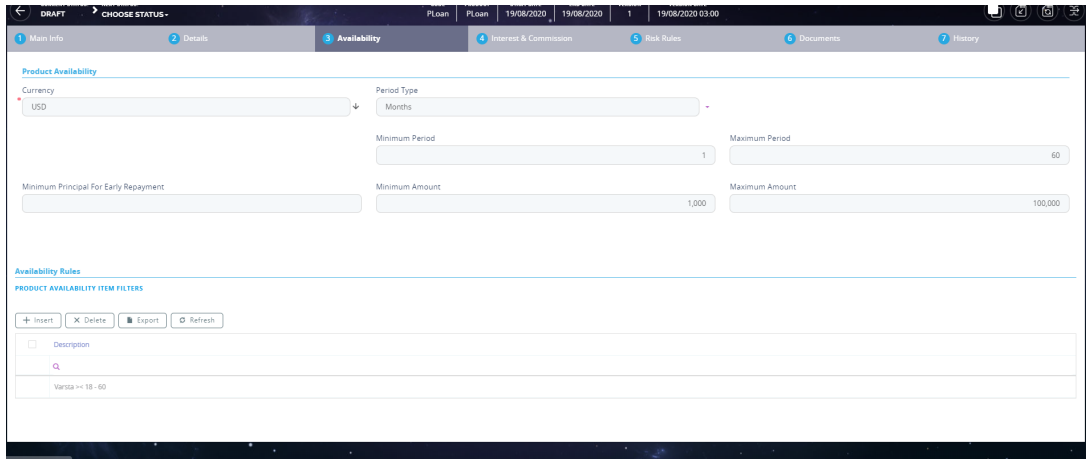 DRAFT CHOOSE STATUS PLoan PLoan 19/08/2020 19/08/2020 1 19/08/2020 03:00
1 Main Info 2 Details 3 Availability 4 Interest & Commission 5 Risk Rules 6 Documents 7 History
Product Availability
Currency Period Type
* USD Months
Minimum Period Maximum Period
1 60
Minimum Principal For Early Repayment Minimum Amount Maximum Amount
1,000 100,000
Availability Rules
PRODUCT AVAILABILITY ITEM FILTERS
Insert Delete Export Refresh
Description
Varsta >< 18 - 60